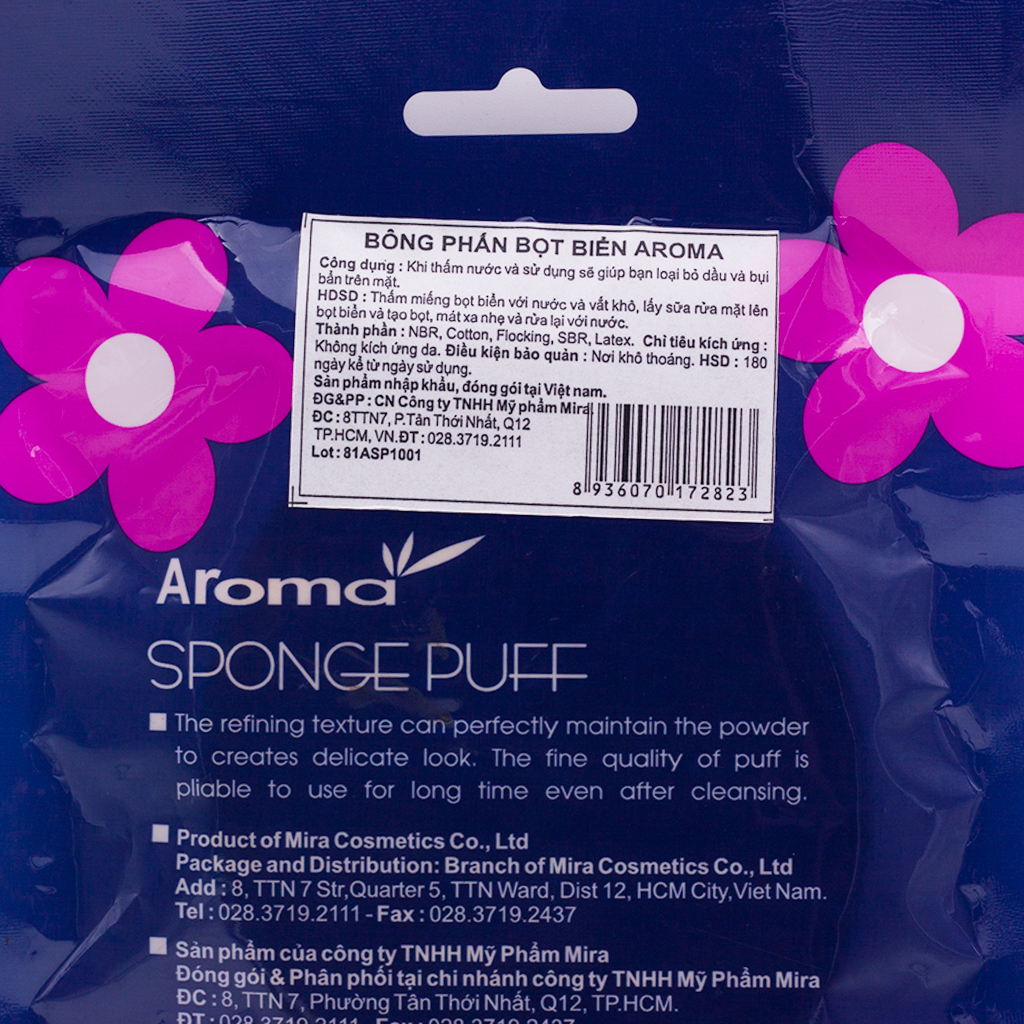 BÔNG PHẤN BỌT BIỂN AROMA
Công dụng : Khi thấm nước và sử dụng sẽ giúp bạn loại bỏ dầu và bụi
bẩn trên mặt.
HDSD : Thấm miếng bọt biển với nước và vắt khô, lấy sữa rửa mặt lên
bọt biển và tạo bọt, mát xa nhẹ và rửa lại với nước.
Thành phần : NBR, Cotton, Flocking, SBR, Latex. Chỉ tiêu kích ứng :
Không kích ứng da. Điều kiện bảo quản : Nơi khô thoáng. HSD : 180
ngày kể từ ngày sử dụng.
Sản phẩm nhập khẩu, đóng gói tại Việt nam.
ĐG&PP : CN Công ty TNHH Mỹ phẩm Mira
ĐC : 8TTN7, P.Tân Thới Nhất, Q12
TP.HCM, VN.ĐT : 028.3719.2111
Lot : 81ASP1001
8 936070 172823
Aroma
SPONGE PUFF
The refining texture can perfectly maintain the powder
to creates delicate look. The fine quality of puff is
pliable to use for long time even after cleansing.
Product of Mira Cosmetics Co., Ltd
Package and Distribution: Branch of Mira Cosmetics Co., Ltd
Add : 8, TTN 7 Str,Quarter 5, TTN Ward, Dist 12, HCM City,Viet Nam.
Tel : 028.3719.2111 - Fax : 028.3719.2437
Sản phẩm của công ty TNHH Mỹ Phẩm Mira
Đóng gói & Phân phối tại chi nhánh công ty TNHH Mỹ Phẩm Mira
ĐC : 8, TTN 7, Phường Tân Thới Nhất, Q12, TP.HCM.
ĐT : 028.3719.2111 - Fax : 028.3719.2437